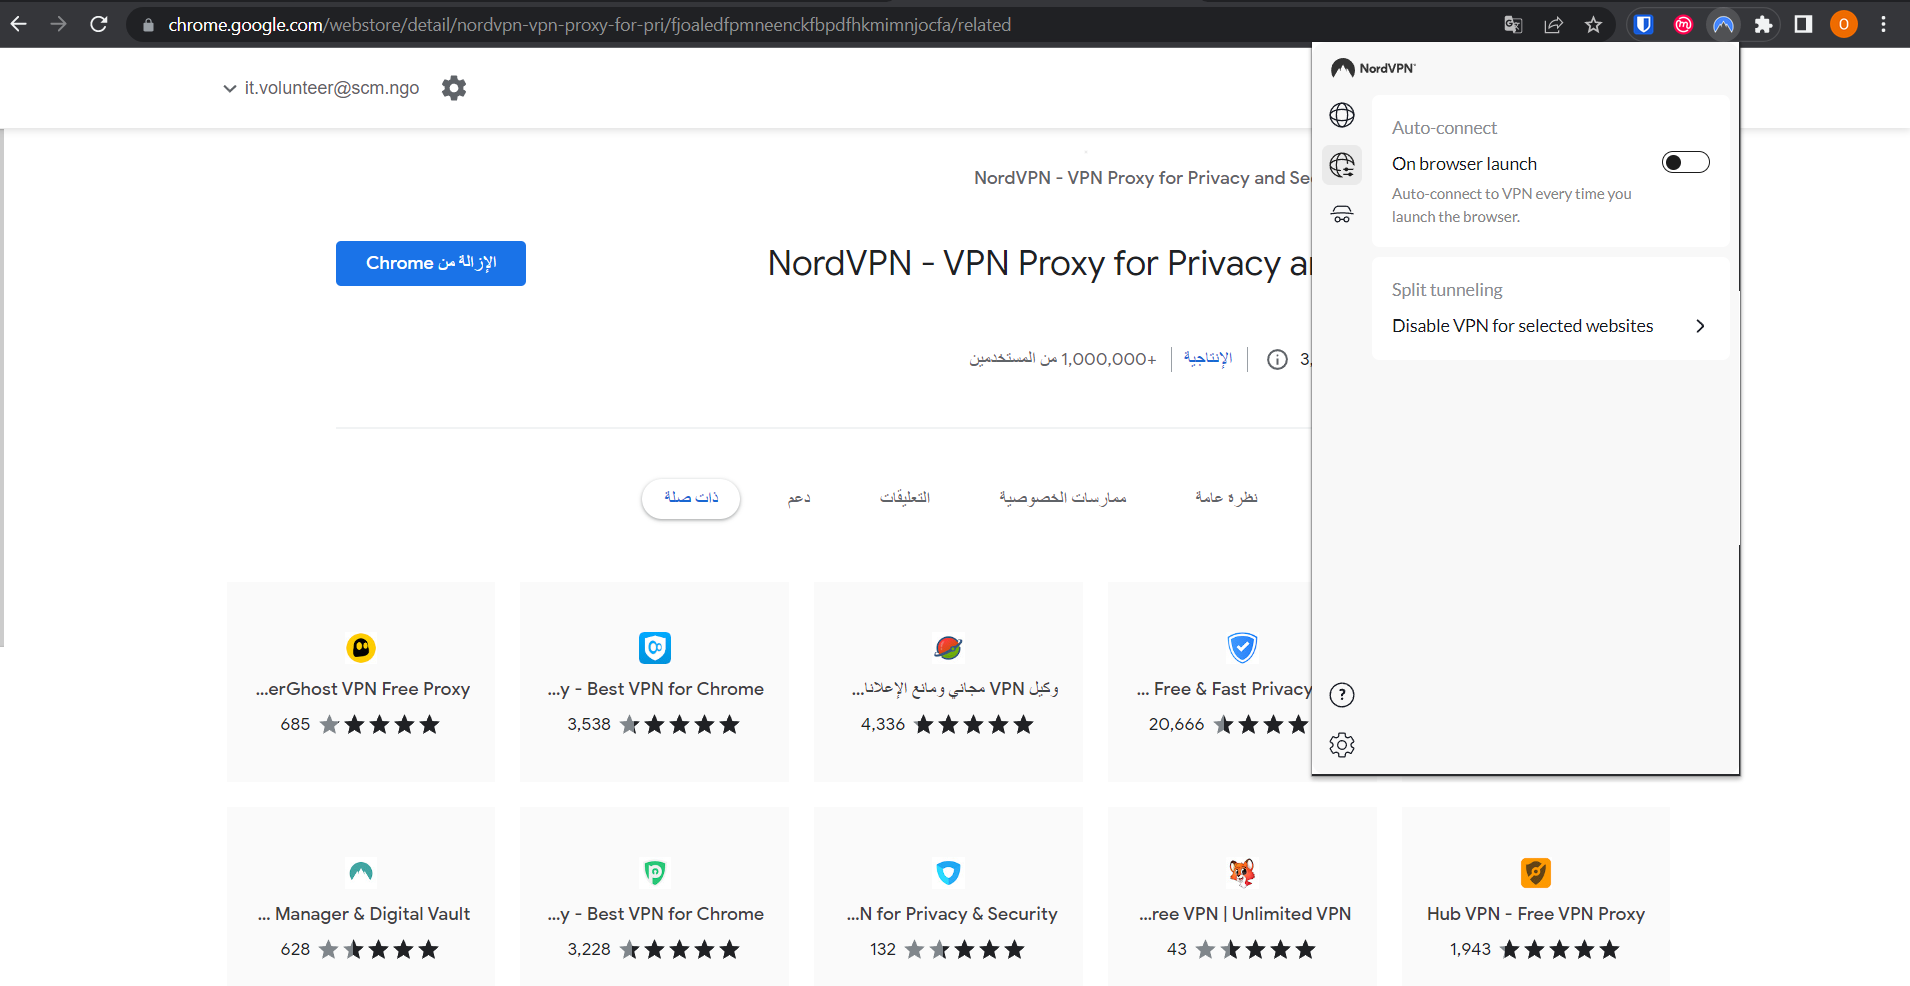 chrome.google.com/webstore/detail/nordvpn-vpn-proxy-for-pri/fjoaledfpmneenckfbpdfhkmimnjocfa/related
O
it.volunteer@scm.ngo
NordVPN - VPN Proxy for Privacy and Se
الإزالة من Chrome
NordVPN - VPN Proxy for Privacy a
3,
الإنتاجية
+1,000,000 من المستخدمين
نظرة عامة
ممارسات الخصوصية
التعليقات
دعم
ذات صلة
NordVPN
Auto-connect
On browser launch
Auto-connect to VPN every time you
launch the browser.
Split tunneling
Disable VPN for selected websites
...erGhost VPN Free Proxy
685
...y - Best VPN for Chrome
3,538
وكيل VPN مجاني ومانع الإعلانا...
4,336
... Free & Fast Privacy
20,666
... Manager & Digital Vault
628
...y - Best VPN for Chrome
3,228
...N for Privacy & Security
132
...ree VPN | Unlimited VPN
43
Hub VPN - Free VPN Proxy
1,943